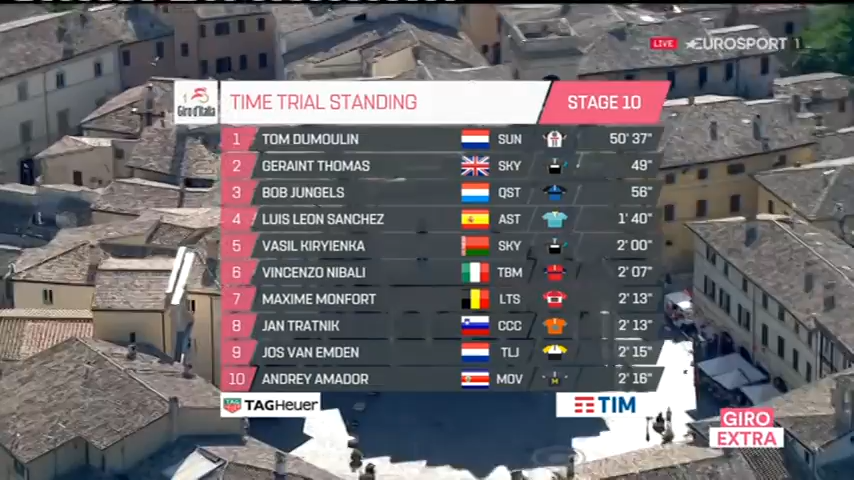 LIVE EUROSPORT 1
Giro d'Italia TIME TRIAL STANDING STAGE 10
1 TOM DUMOULIN SUN 50' 37"
2 GERAINT THOMAS SKY 49"
3 BOB JUNGELS QST 56"
4 LUIS LEON SANCHEZ AST 1' 40"
5 VASIL KIRYIENKA SKY 2' 00"
6 VINCENZO NIBALI TBM 2' 07"
7 MAXIME MONFORT LTS 2' 13"
8 JAN TRATNIK CCC 2' 13"
9 JOS VAN EMDEN TLJ 2' 15"
10 ANDREY AMADOR MOV 2' 16"
TAG TAGHeuer TIM
GIRO
EXTRA